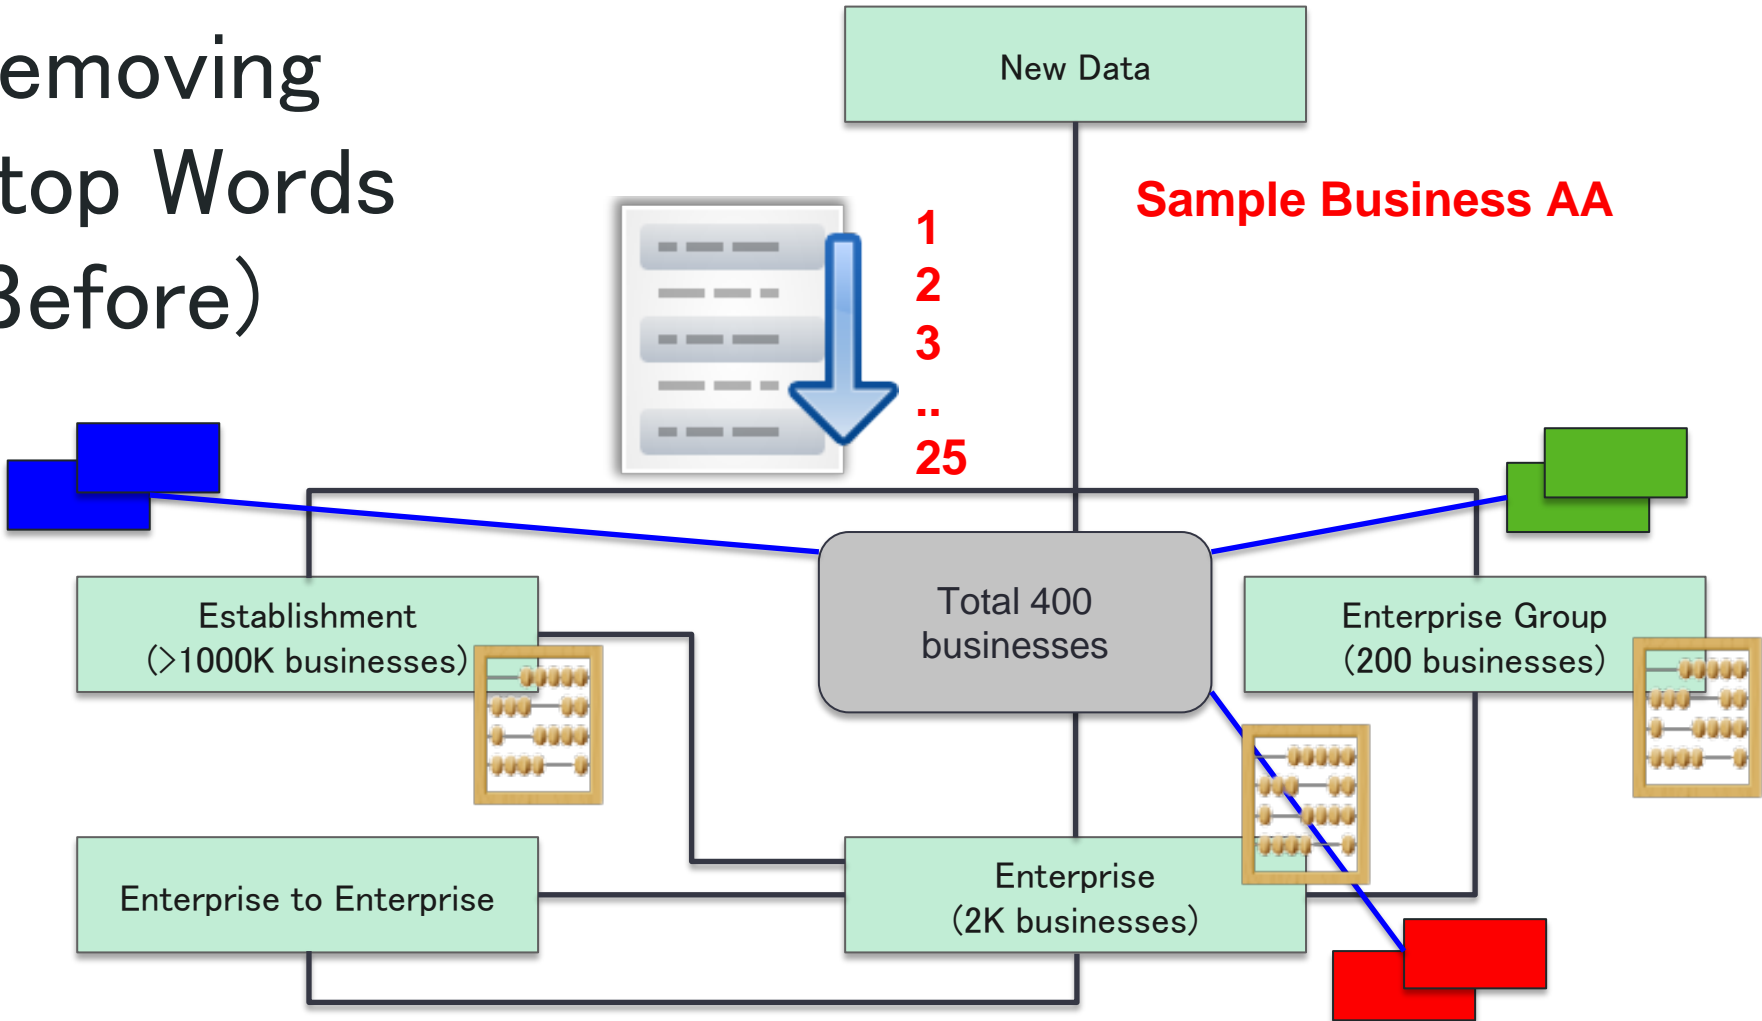 emoving
top Words
Before)
New Data
Sample Business AA
1
2
3
..
25
Total 400
businesses
Establishment
(>1000K businesses)
Enterprise Group
(200 businesses)
Enterprise to Enterprise
Enterprise
(2K businesses)